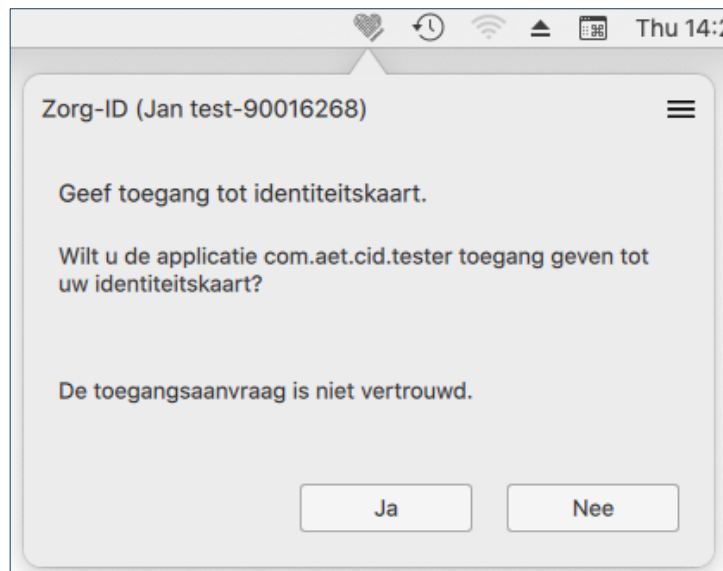 Thu 14:2
Zorg-ID (Jan test-90016268)
Geef toegang tot identiteitskaart.
Wilt u de applicatie com.aet.cid.tester toegang geven tot
uw identiteitskaart?
De toegangsaanvraag is niet vertrouwd.
Ja
Nee